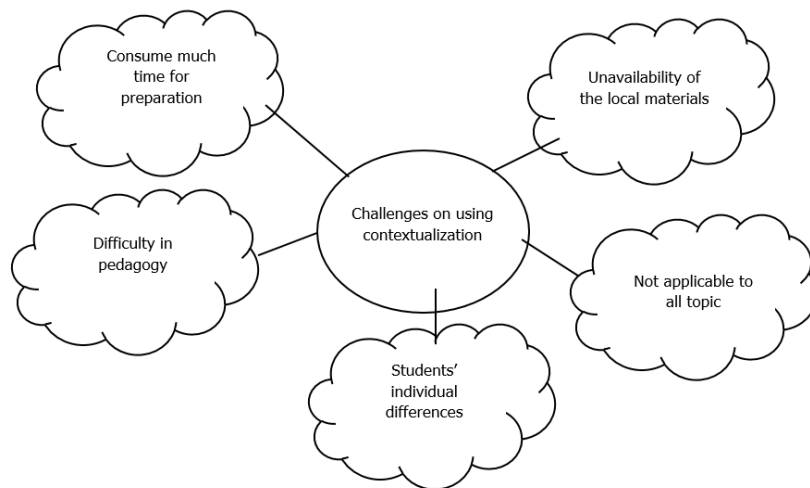 Consume much
time for
preparation
Unavailability of
the local materials
Challenges on using
contextualization
Difficulty in
pedagogy
Not applicable to
all topic
Students’
individual
differences